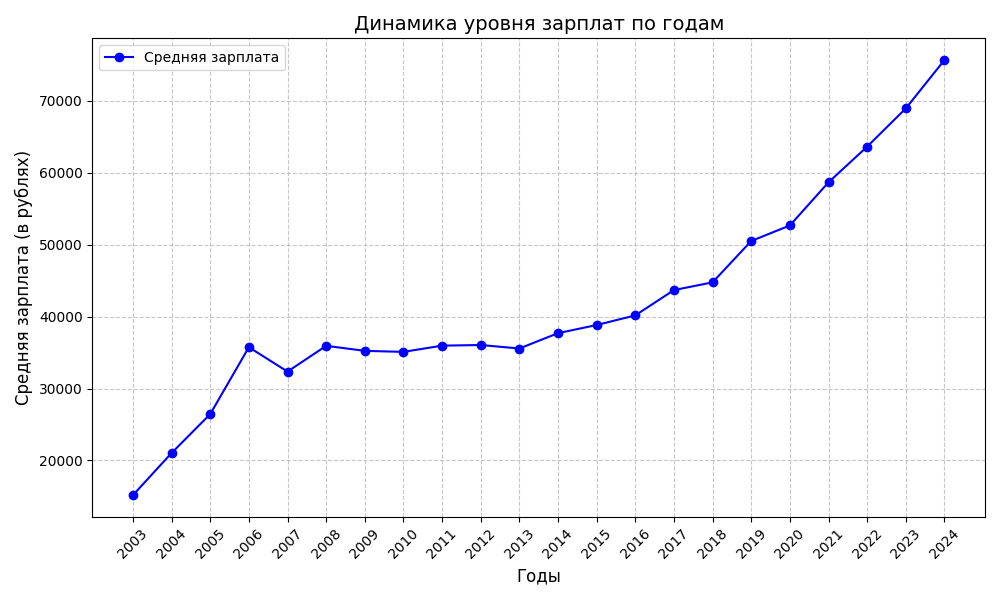 Динамика уровня зарплат по годам
Средняя зарплата
Средняя зарплата (в рублях)
70000
60000
50000
40000
30000
20000
2003 2004 2005 2006 2007 2008 2009 2010 2011 2012 2013 2014 2015 2016 2017 2018 2019 2020 2021 2022 2023 2024
Годы